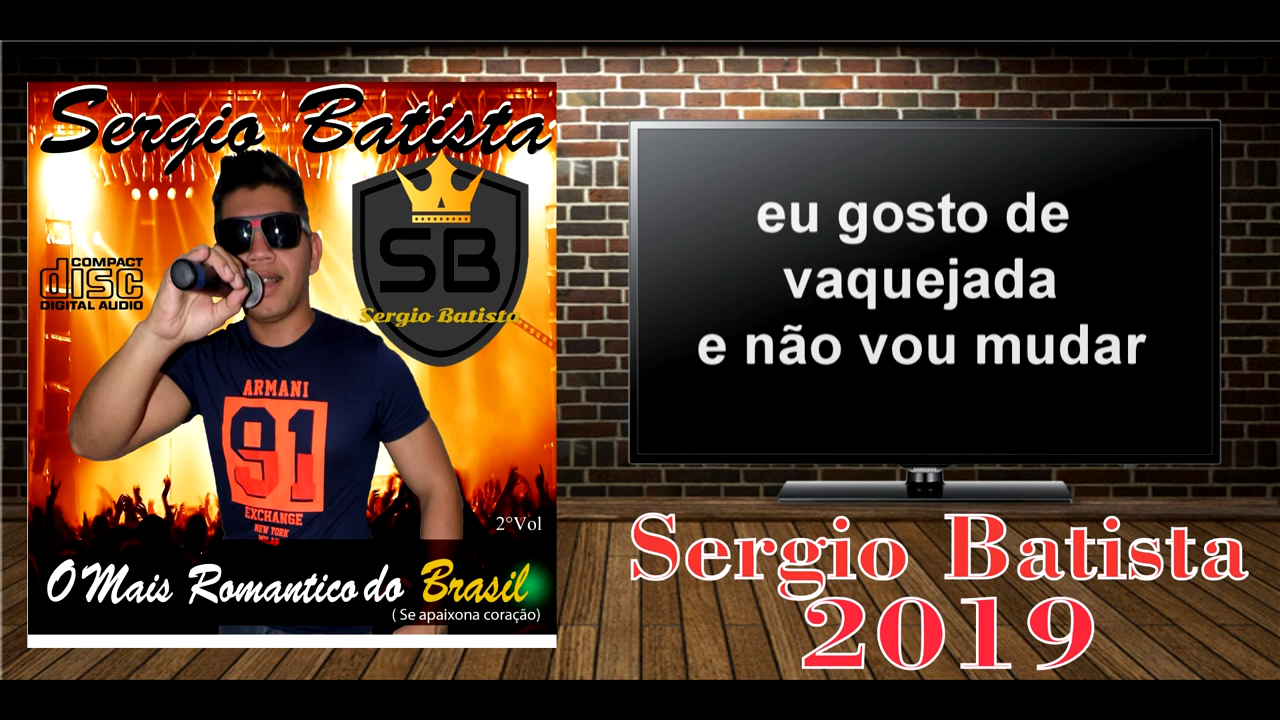 Sergio Batista
SB
Sergio Batista
COMPACT
disc
DIGITAL AUDIO
ARMANI
91
EXCHANGE
NEW YORK
MILAN
2°Vol
O Mais Romantico do Brasil
( Se apaixona coração)
eu gosto de
vaquejada
e não vou mudar
Sergio Batista
2019